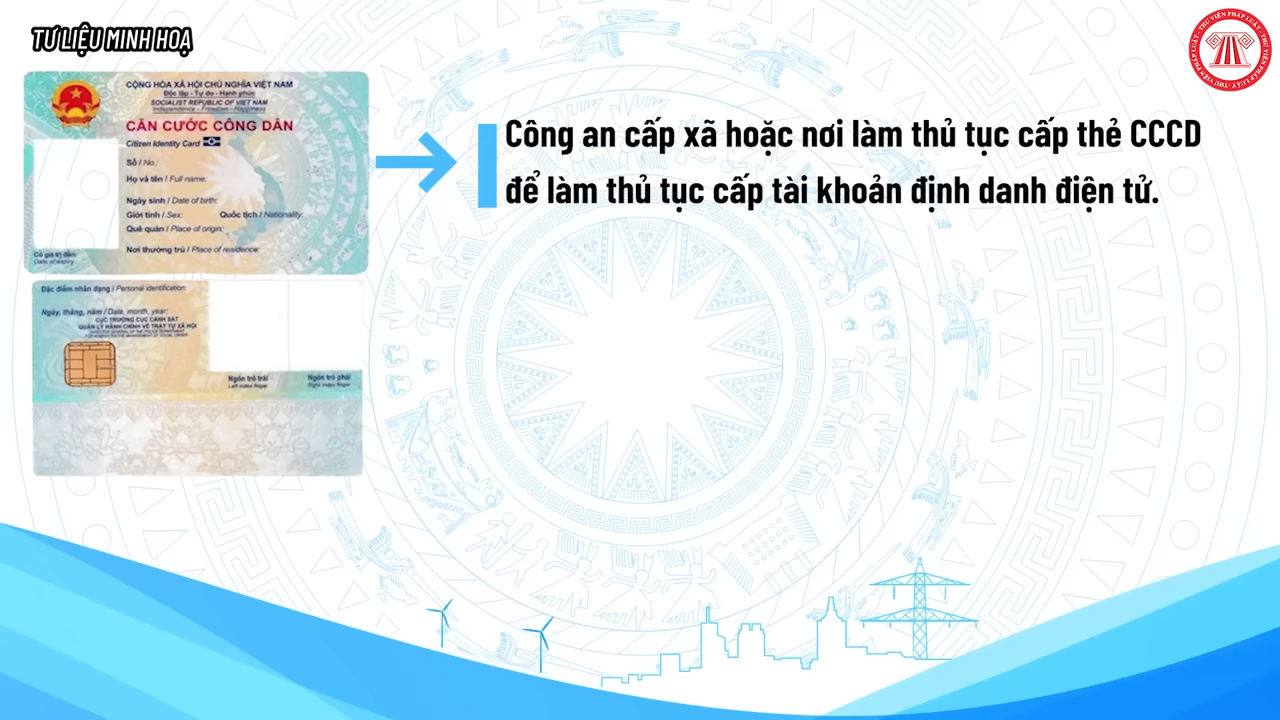 TƯ LIỆU MINH HOẠ
THƯ VIỆN PHÁP LUẬT
CỘNG HÒA XÃ HỘI CHỦ NGHĨA VIỆT NAM
Độc lập - Tự do - Hạnh phúc
SOCIALIST REPUBLIC OF VIET NAM
Independence - Freedom - Happiness
CĂN CƯỚC CÔNG DÂN
Citizen Identity Card
Số / No.:
Họ và tên / Full name:
Ngày sinh / Date of birth:
Giới tính / Sex: Quốc tịch / Nationality:
Quê quán / Place of origin:
Nơi thường trú / Place of residence:
Có giá trị đến:
Date of expiry
Công an cấp xã hoặc nơi làm thủ tục cấp thẻ CCCD
để làm thủ tục cấp tài khoản định danh điện tử.
Đặc điểm nhân dạng / Personal identification:
Ngày, tháng, năm / Date, month, year:
CỤC TRƯỞNG CỤC CẢNH SÁT
QUẢN LÝ HÀNH CHÍNH VỀ TRẬT TỰ XÃ HỘI
Ngón trỏ trái
Left index finger
Ngón trỏ phải
Right index finger